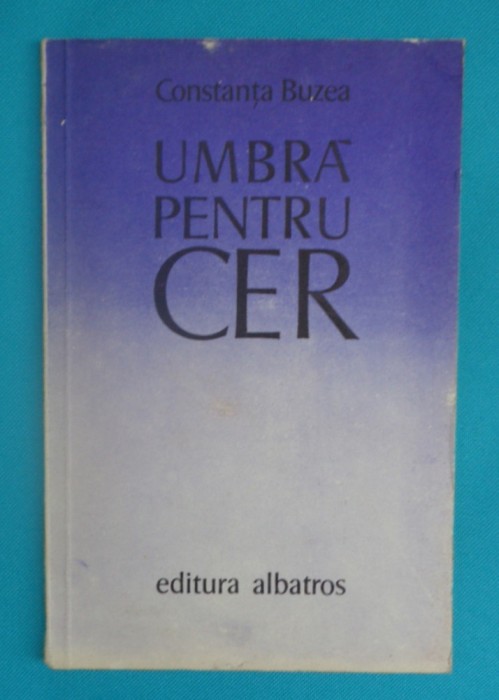 Constanța Buzea
UMBRĂ
PENTRU
CER
editura albatros